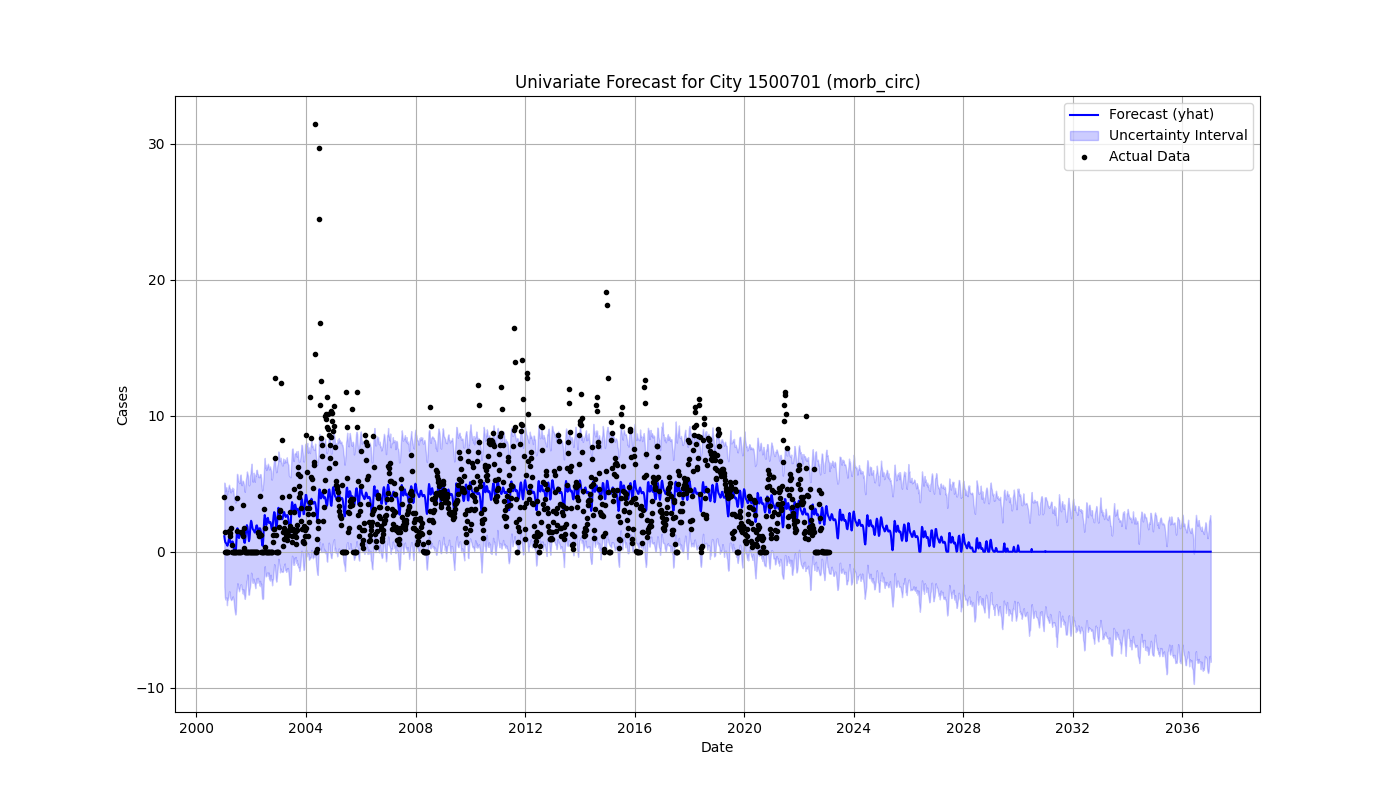 Univariate Forecast for City 1500701 (morb_circ)
Forecast (yhat)
Uncertainty Interval
Actual Data
30
20
10
0
−10
Cases
2000 2004 2008 2012 2016 2020 2024 2028 2032 2036
Date